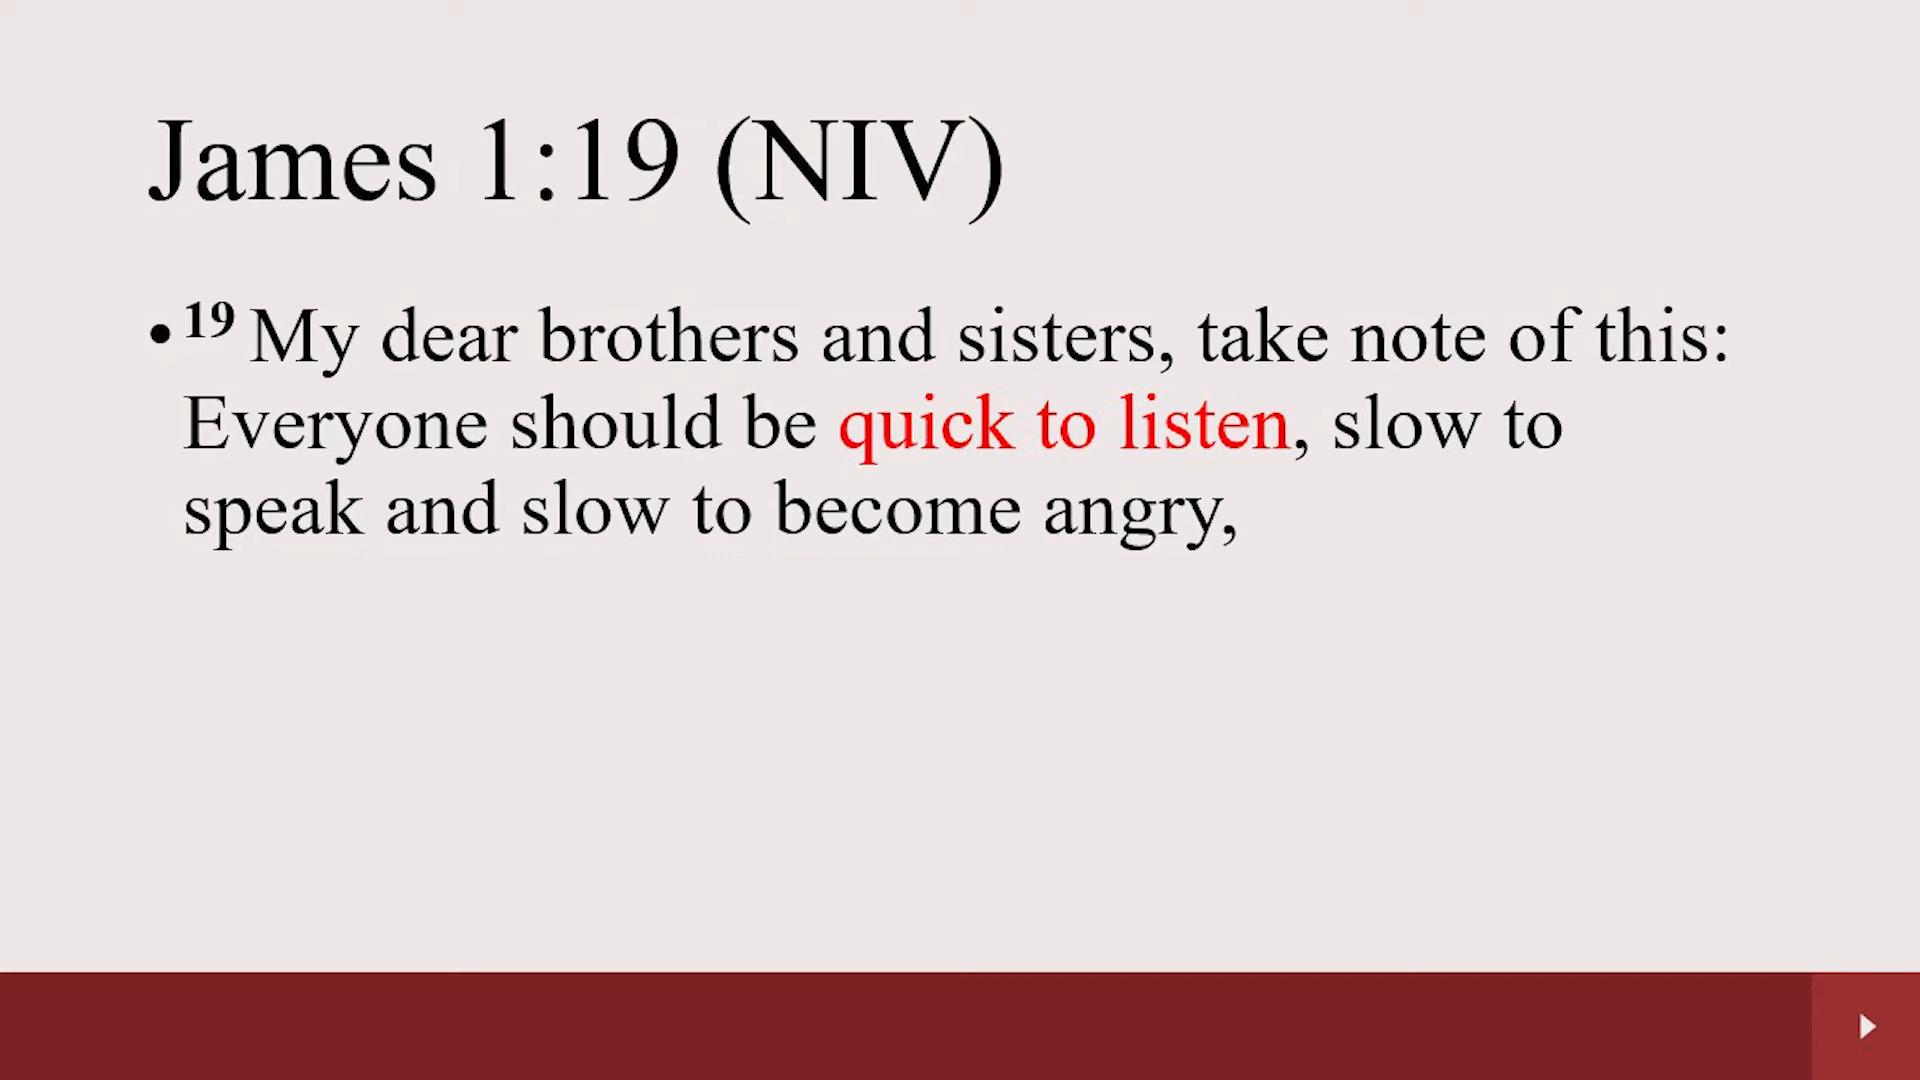 James 1:19 (NIV)
• 19 My dear brothers and sisters, take note of this:
Everyone should be quick to listen, slow to
speak and slow to become angry,